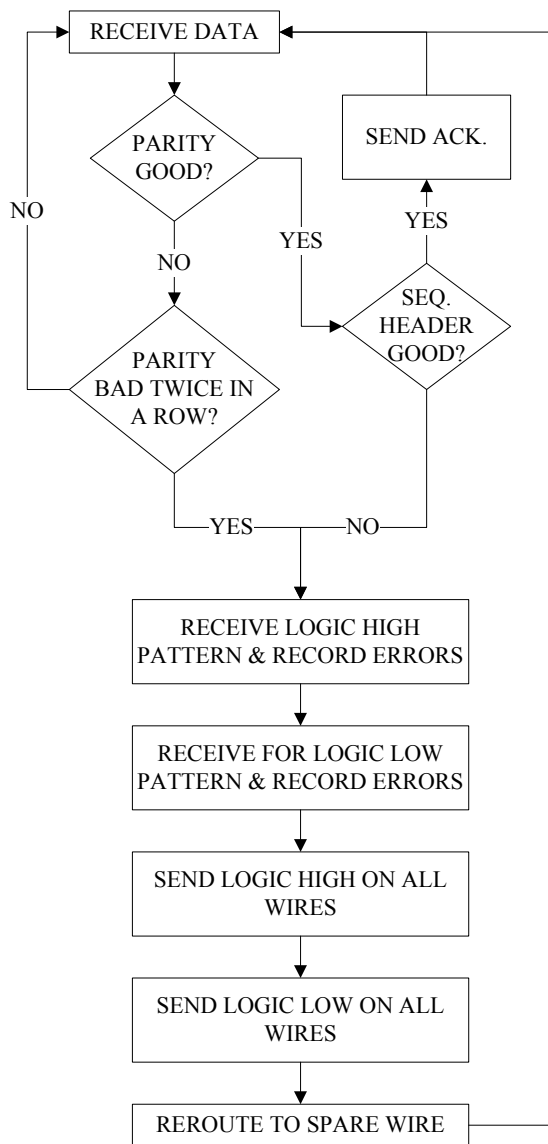 RECEIVE DATA
PARITY
GOOD?
SEND ACK.
NO
YES
YES
NO
SEQ.
HEADER
GOOD?
PARITY
BAD TWICE IN
A ROW?
YES
NO
RECEIVE LOGIC HIGH
PATTERN & RECORD ERRORS
RECEIVE FOR LOGIC LOW
PATTERN & RECORD ERRORS
SEND LOGIC HIGH ON ALL
WIRES
SEND LOGIC LOW ON ALL
WIRES
REROUTE TO SPARE WIRE